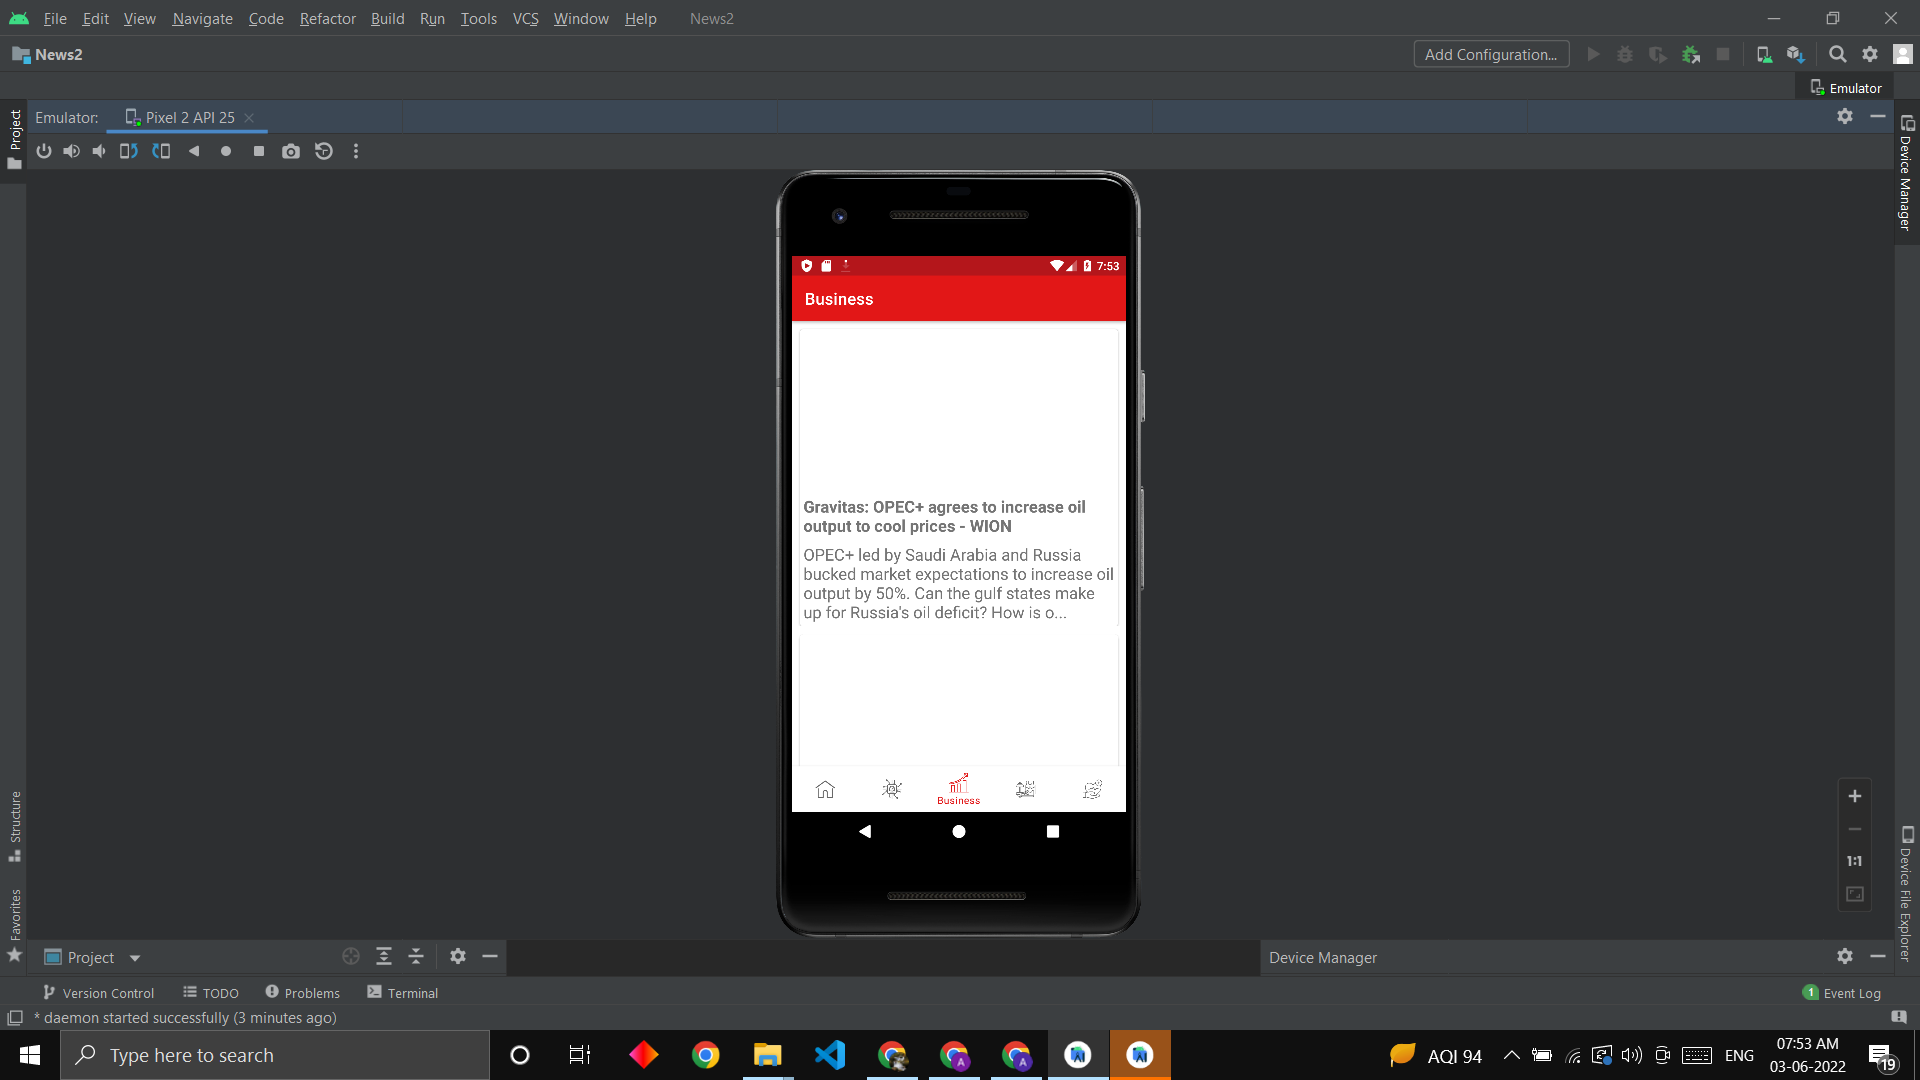 File Edit View Navigate Code Refactor Build Run Tools VCS Window Help News2
News2
Add Configuration...
Emulator
Emulator: Pixel 2 API 25
Project
Device Manager
7:53
Business
Gravitas: OPEC+ agrees to increase oil
output to cool prices - WION
OPEC+ led by Saudi Arabia and Russia
bucked market expectations to increase oil
output by 50%. Can the gulf states make
up for Russia's oil deficit? How is o...
Business
1:1
Structure
Favorites
Device File Explorer
Project
Device Manager
Version Control TODO Problems Terminal
1 Event Log
* daemon started successfully (3 minutes ago)
Type here to search
AQI 94
ENG
07:53 AM
03-06-2022
19